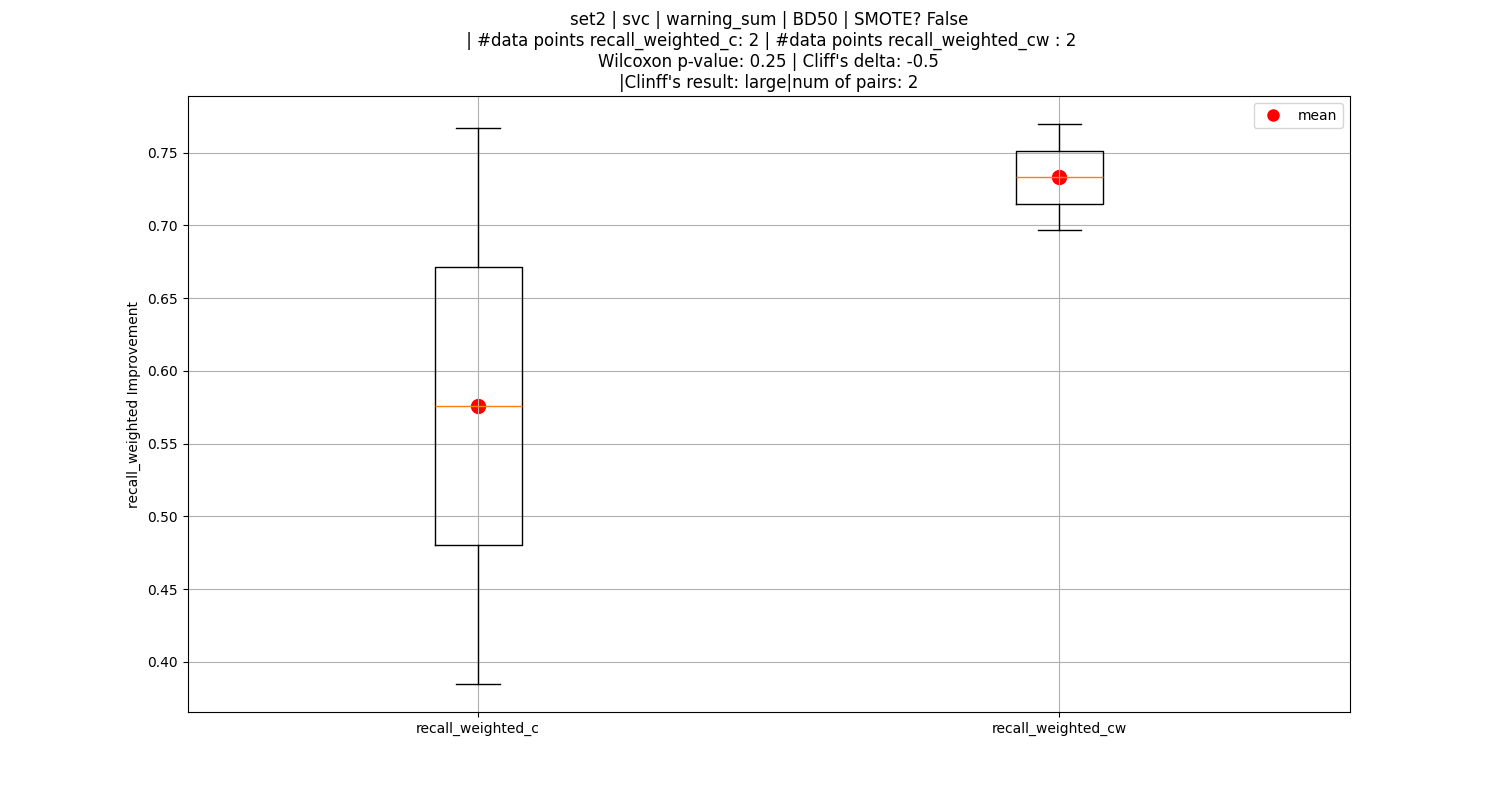 set2 | svc | warning_sum | BD50 | SMOTE? False
| #data points recall_weighted_c: 2 | #data points recall_weighted_cw : 2
Wilcoxon p-value: 0.25 | Cliff's delta: -0.5
|Clinff's result: large|num of pairs: 2
mean
0.75
0.70
0.65
0.60
0.55
0.50
0.45
0.40
recall_weighted Improvement
recall_weighted_c
recall_weighted_cw